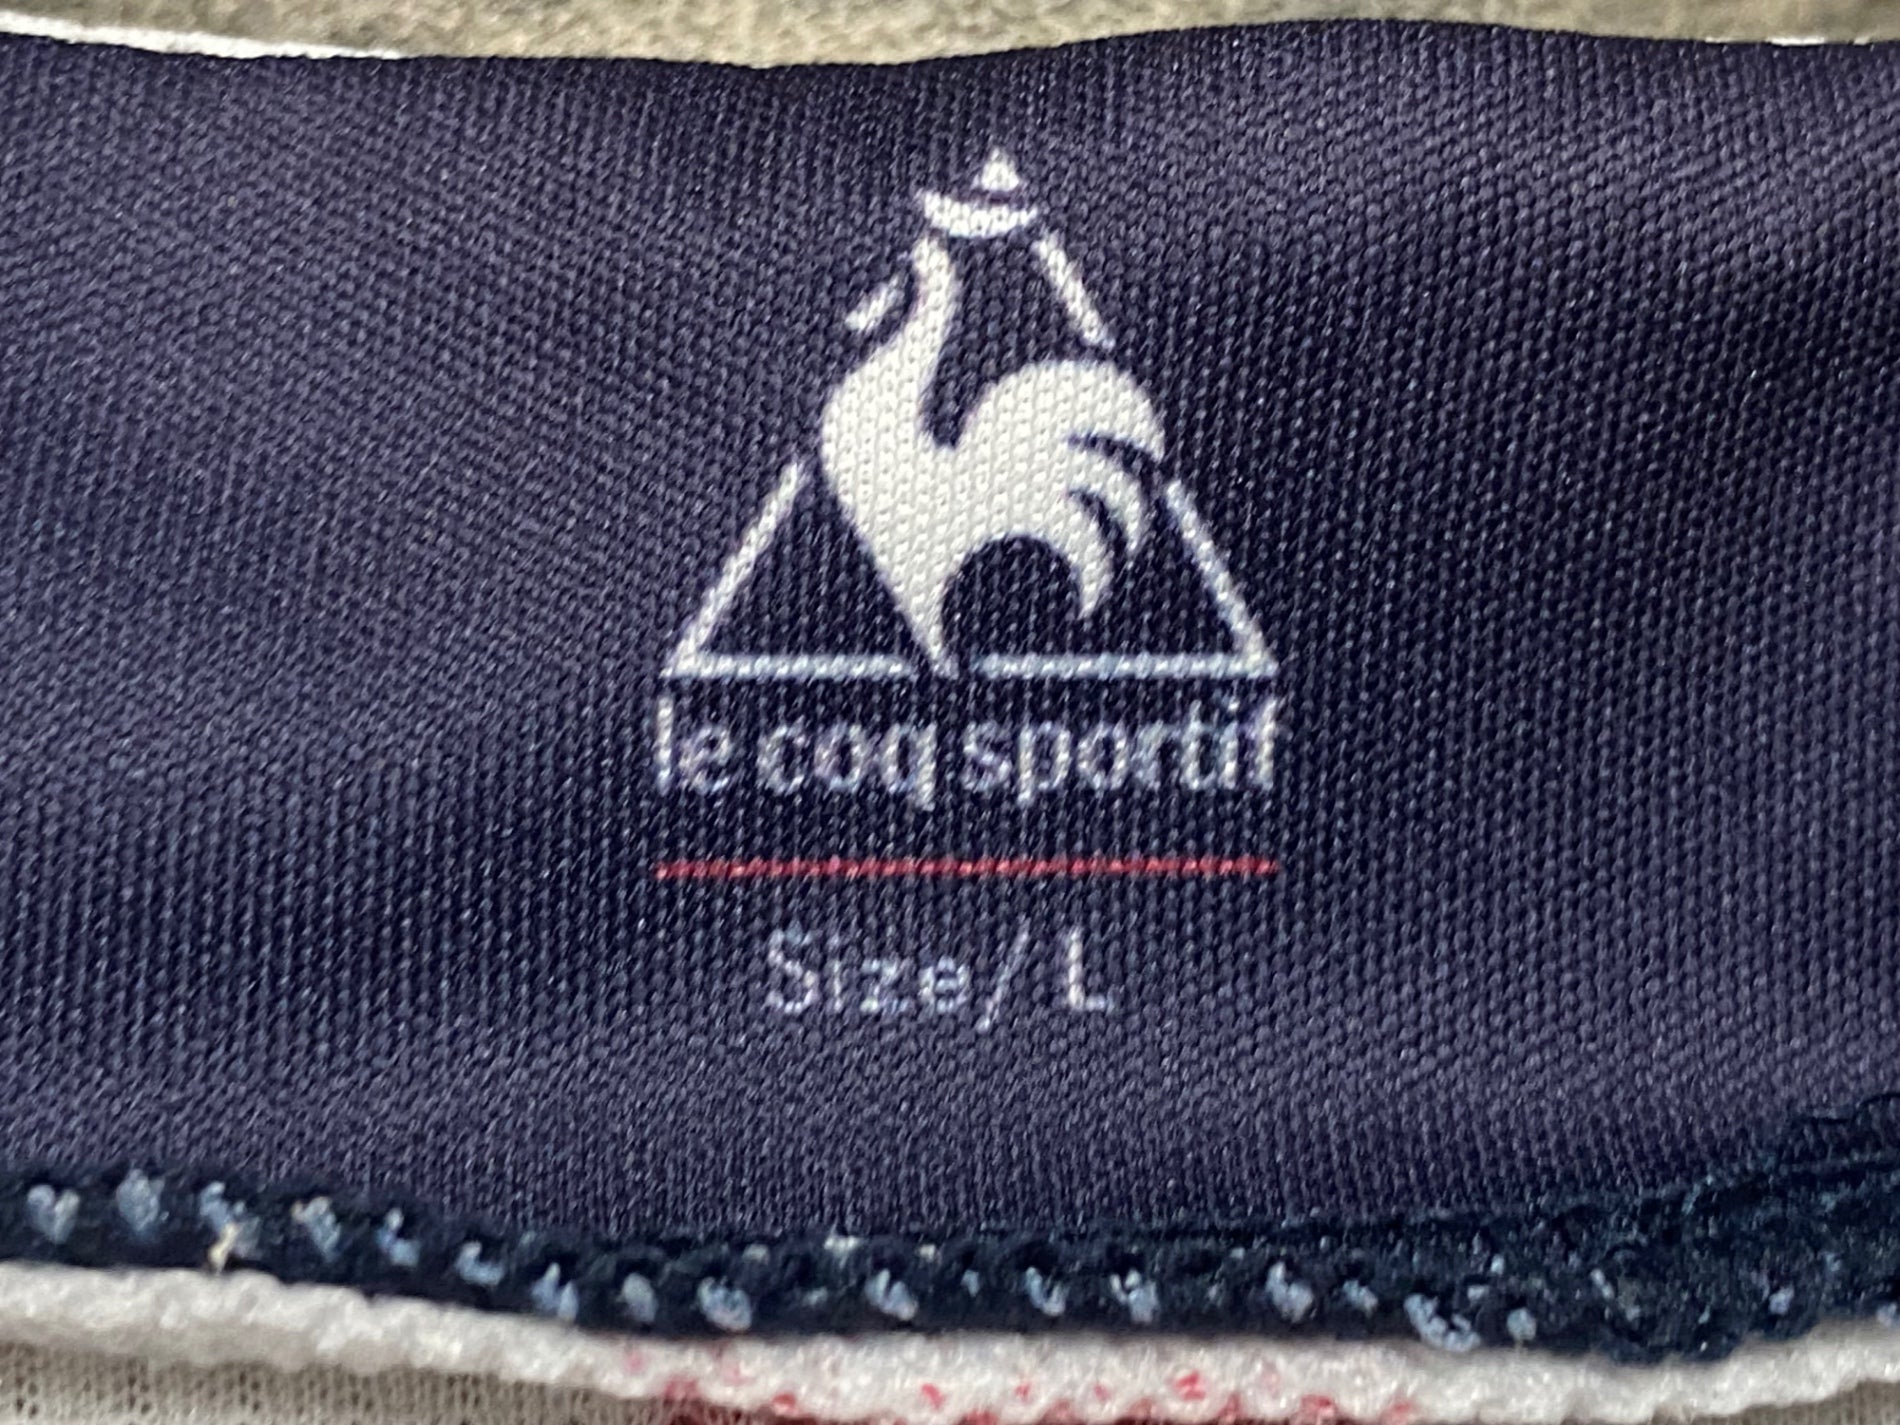 le coq sportif
Size/L